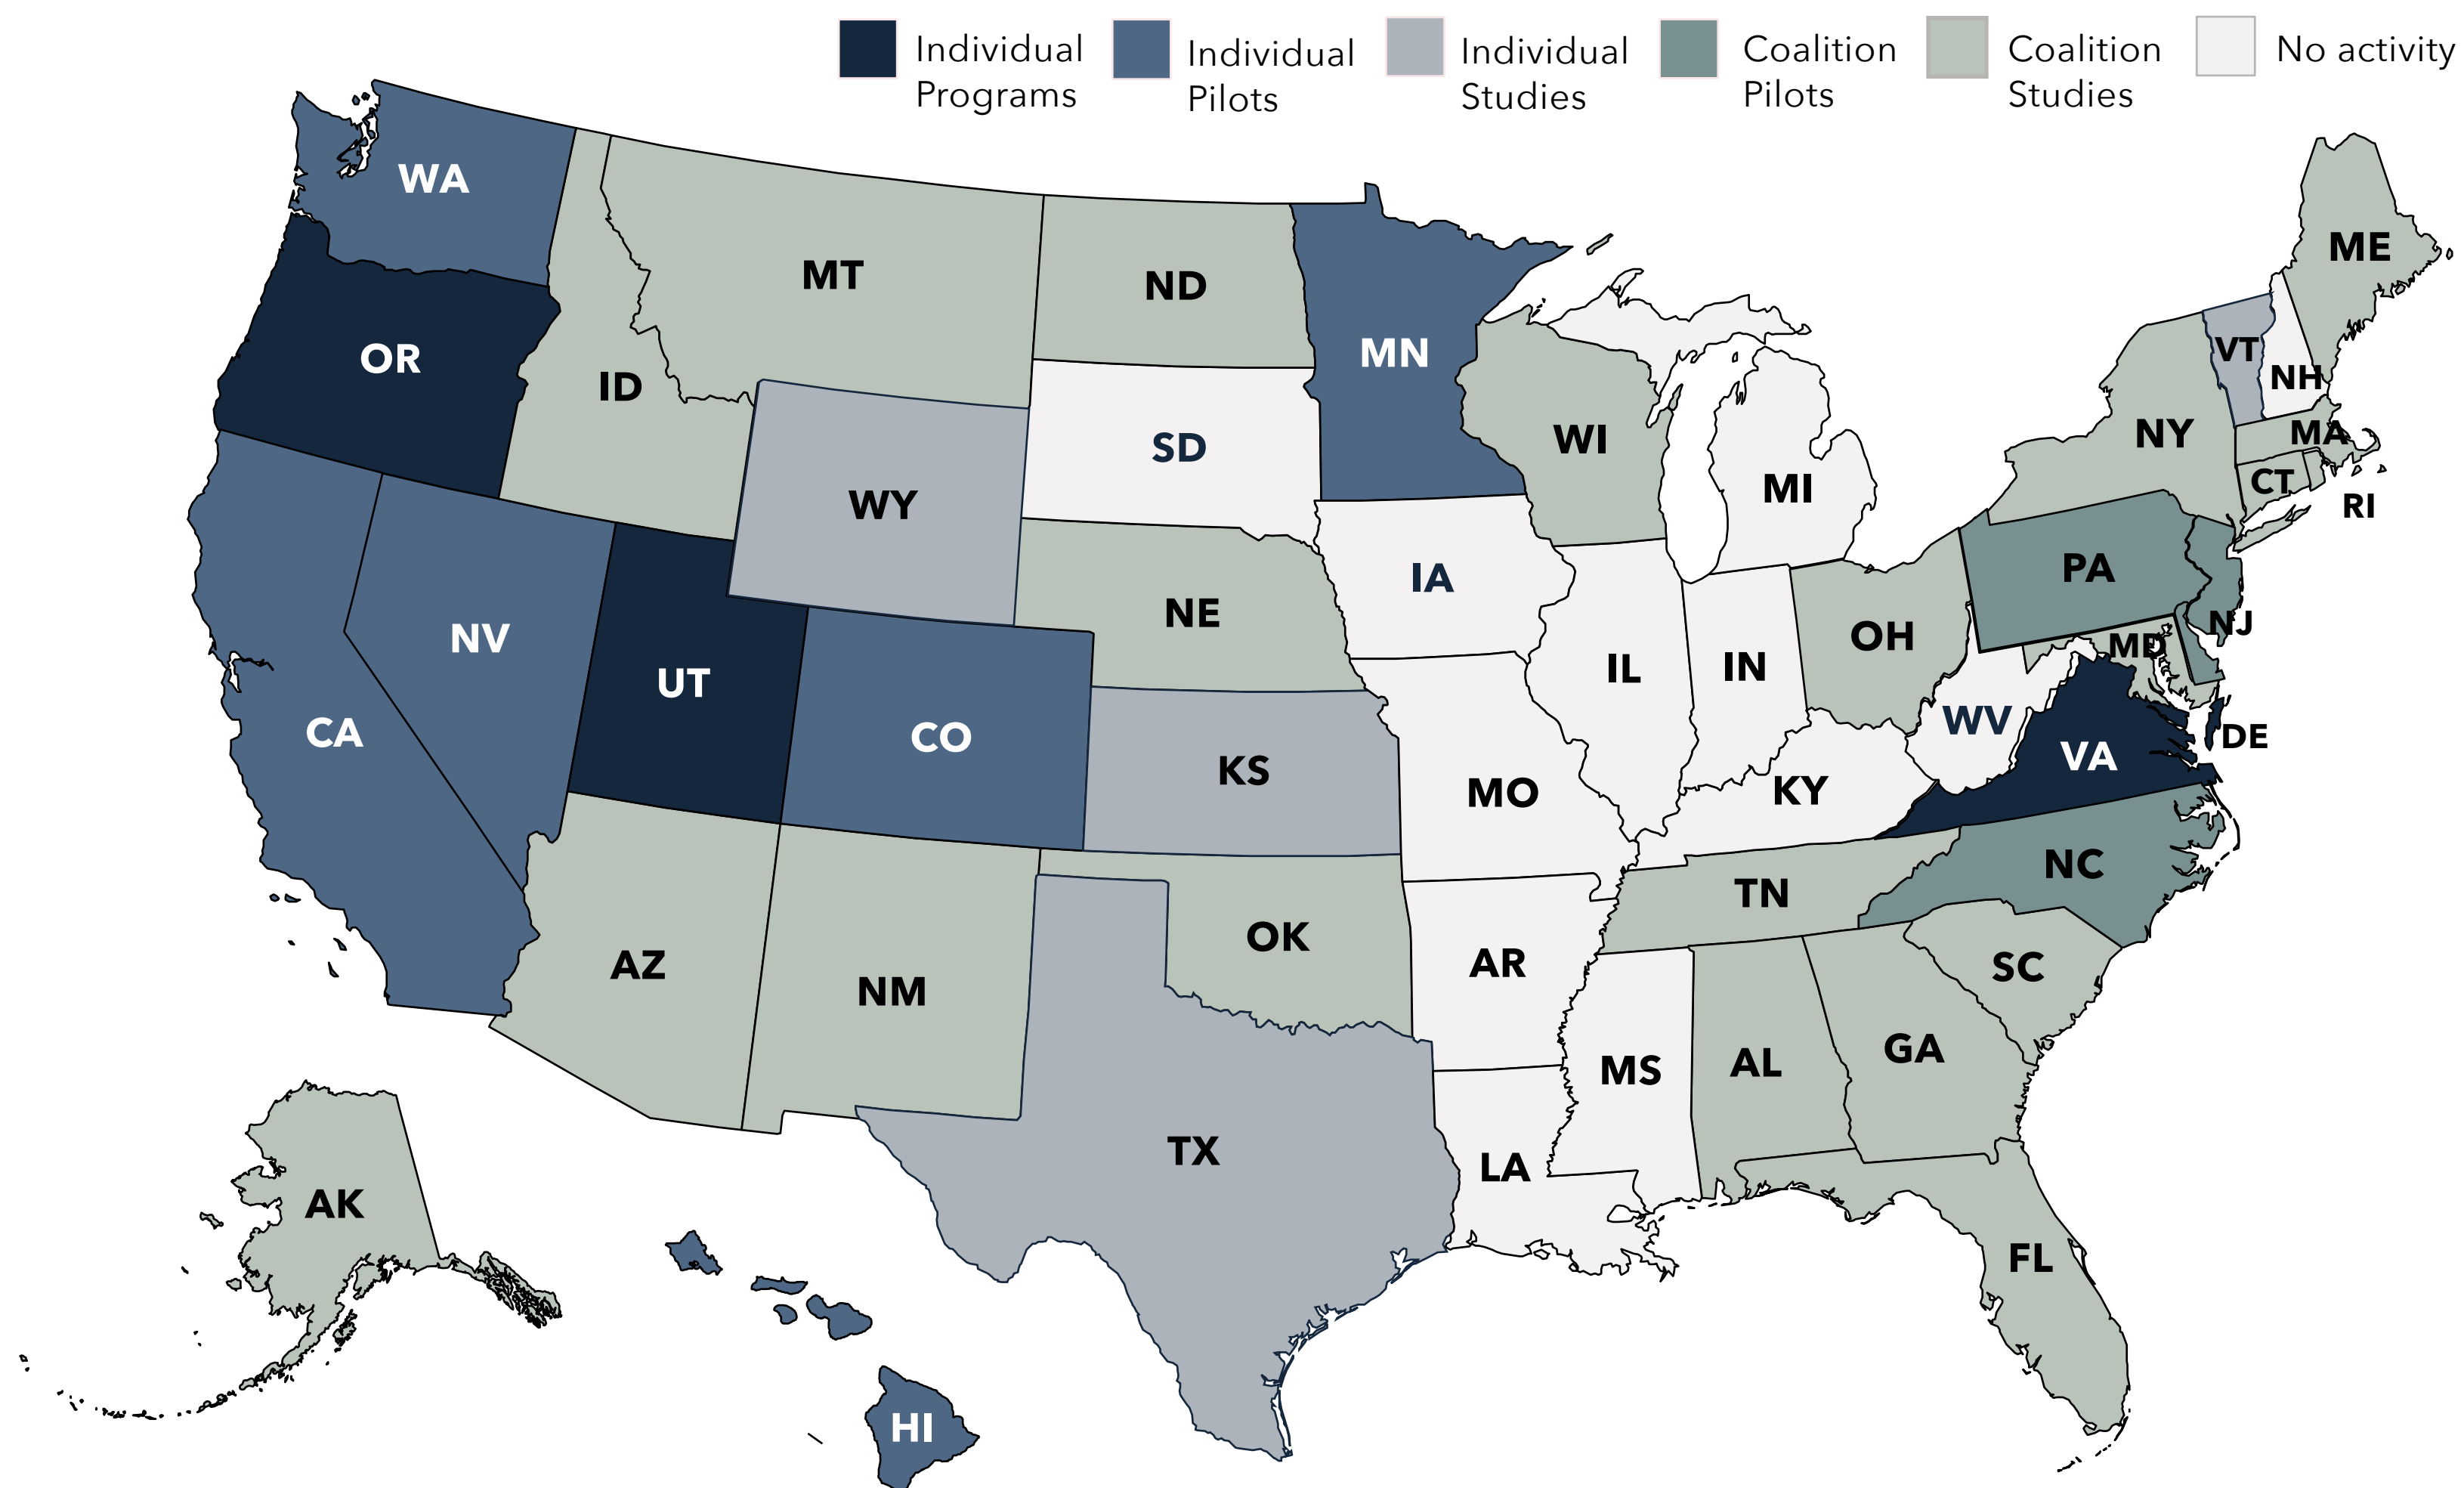 Individual
Programs
Individual
Pilots
Individual
Studies
Coalition
Pilots
Coalition
Studies
No activity
WA
OR
MT
ND
MN
ME
ID
WI
VT
NH
SD
NY
MA
WY
MI
CT
RI
IA
PA
NE
NJ
NV
OH
MD
UT
IL
IN
WV
CA
CO
DE
VA
KS
MO
KY
NC
TN
OK
AR
SC
AZ
NM
GA
AL
MS
TX
LA
AK
FL
HI